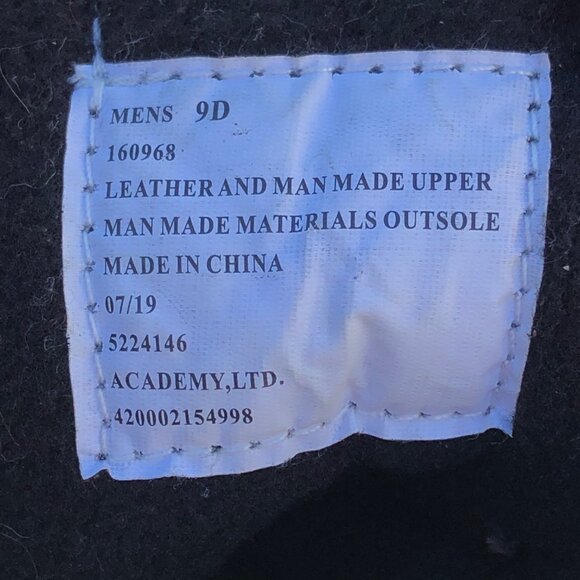 MENS 9D
160968
LEATHER AND MAN MADE UPPER
MAN MADE MATERIALS OUTSOLE
MADE IN CHINA
07/19
5224146
ACADEMY,LTD.
420002154998